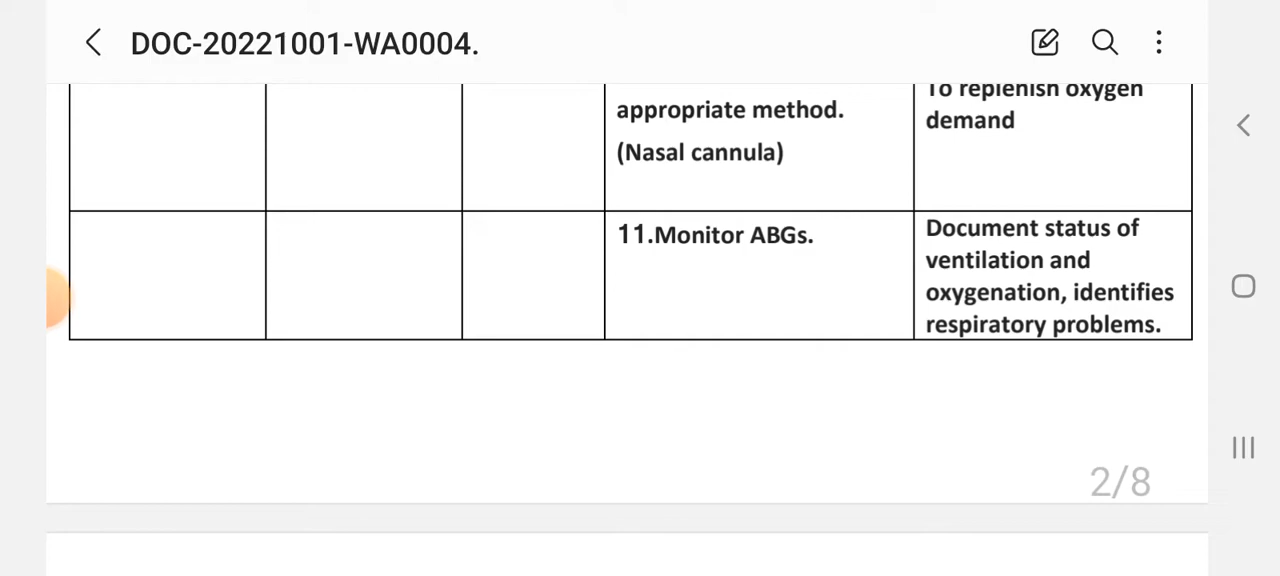 DOC-20221001-WA0004.
appropriate method.
(Nasal cannula)
To replenish oxygen
demand
11.Monitor ABGs.
Document status of
ventilation and
oxygenation, identifies
respiratory problems.
2/8